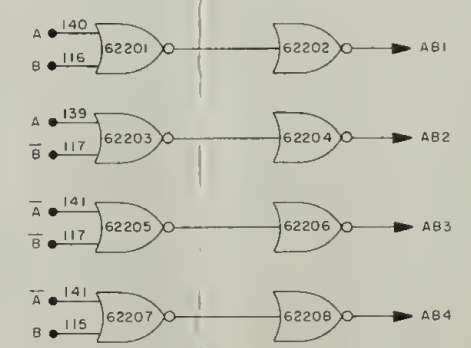 A 140
62201 62202 AB1
B 116
A 139
62203 62204 AB2
B̅ 117
A̅ 141
62205 62206 AB3
B̅ 117
A̅ 141
62207 62208 AB4
B 115